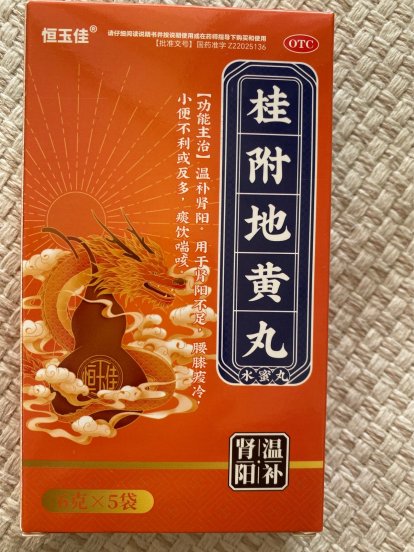 恒玉佳®
请仔细阅读说明书并按说明使用或在药师指导下购买和使用
【批准文号】国药准字Z22025136
OTC
桂附地黄丸
水蜜丸
【功能主治】温补肾阳。用于肾阳不足,腰膝痠冷,
小便不利或反多,痰饮喘咳
恒玉佳
温补
肾阳
6克×5袋